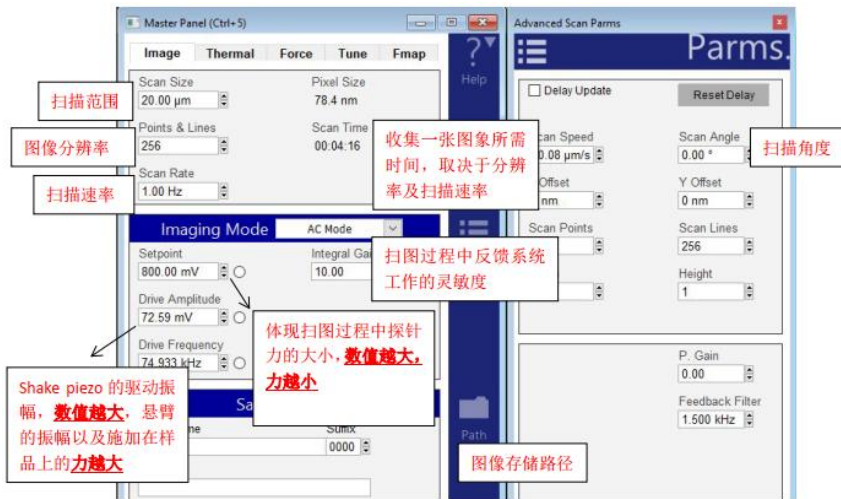 Master Panel (Ctrl+5)
Image Thermal Force Tune Fmap
Scan Size
20.00 µm
Pixel Size
78.4 nm
Points & Lines
256
Scan Time
00:04:16
Scan Rate
1.00 Hz
Help
扫描范围
图像分辨率
扫描速率
收集一张图象所需
时间，取决于分辨
率及扫描速率
Imaging Mode AC Mode
Setpoint
800.00 mV
10.00
Drive Amplitude
72.59 mV
Drive Frequency
74.933 kHz
扫图过程中反馈系统
工作的灵敏度
体现扫图过程中探针
力的大小，数值越大，
力越小
Shake piezo 的驱动振
幅，数值越大，悬臂
的振幅以及施加在样
品上的力越大
Suffix
0000
Path
图像存储路径
Advanced Scan Parms
Parms.
Delay Update
Reset Delay
Scan Speed
0.08 µm/s
Scan Angle
0.00 °
扫描角度
Offset
nm
Y Offset
0 nm
Scan Points
Scan Lines
256
Height
1
P. Gain
0.00
Feedback Filter
1.500 kHz